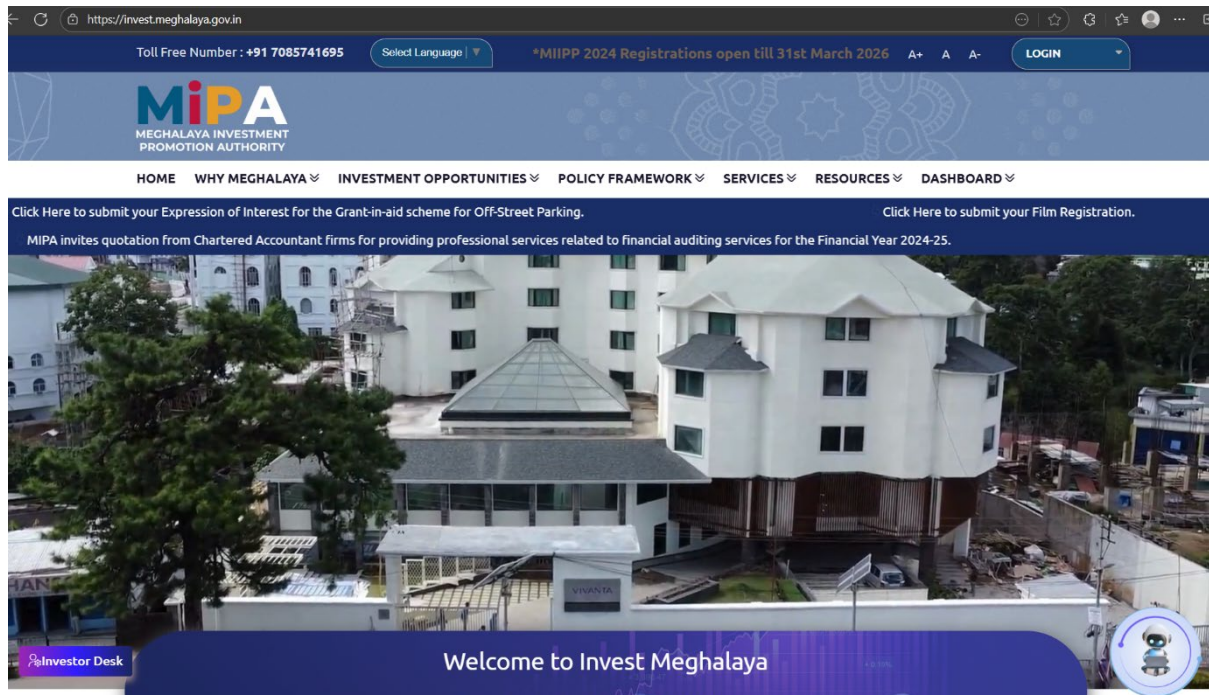 https://invest.meghalaya.gov.in
Toll Free Number : +91 7085741695 Select Language ▼ *MIIPP 2024 Registrations open till 31st March 2026 A+ A A- LOGIN
MiPA
MEGHALAYA INVESTMENT
PROMOTION AUTHORITY
HOME WHY MEGHALAYA INVESTMENT OPPORTUNITIES POLICY FRAMEWORK SERVICES RESOURCES DASHBOARD
Click Here to submit your Expression of Interest for the Grant-in-aid scheme for Off-Street Parking. Click Here to submit your Film Registration.
MIPA invites quotation from Chartered Accountant firms for providing professional services related to financial auditing services for the Financial Year 2024-25.
VIVANTA
Investor Desk
Welcome to Invest Meghalaya